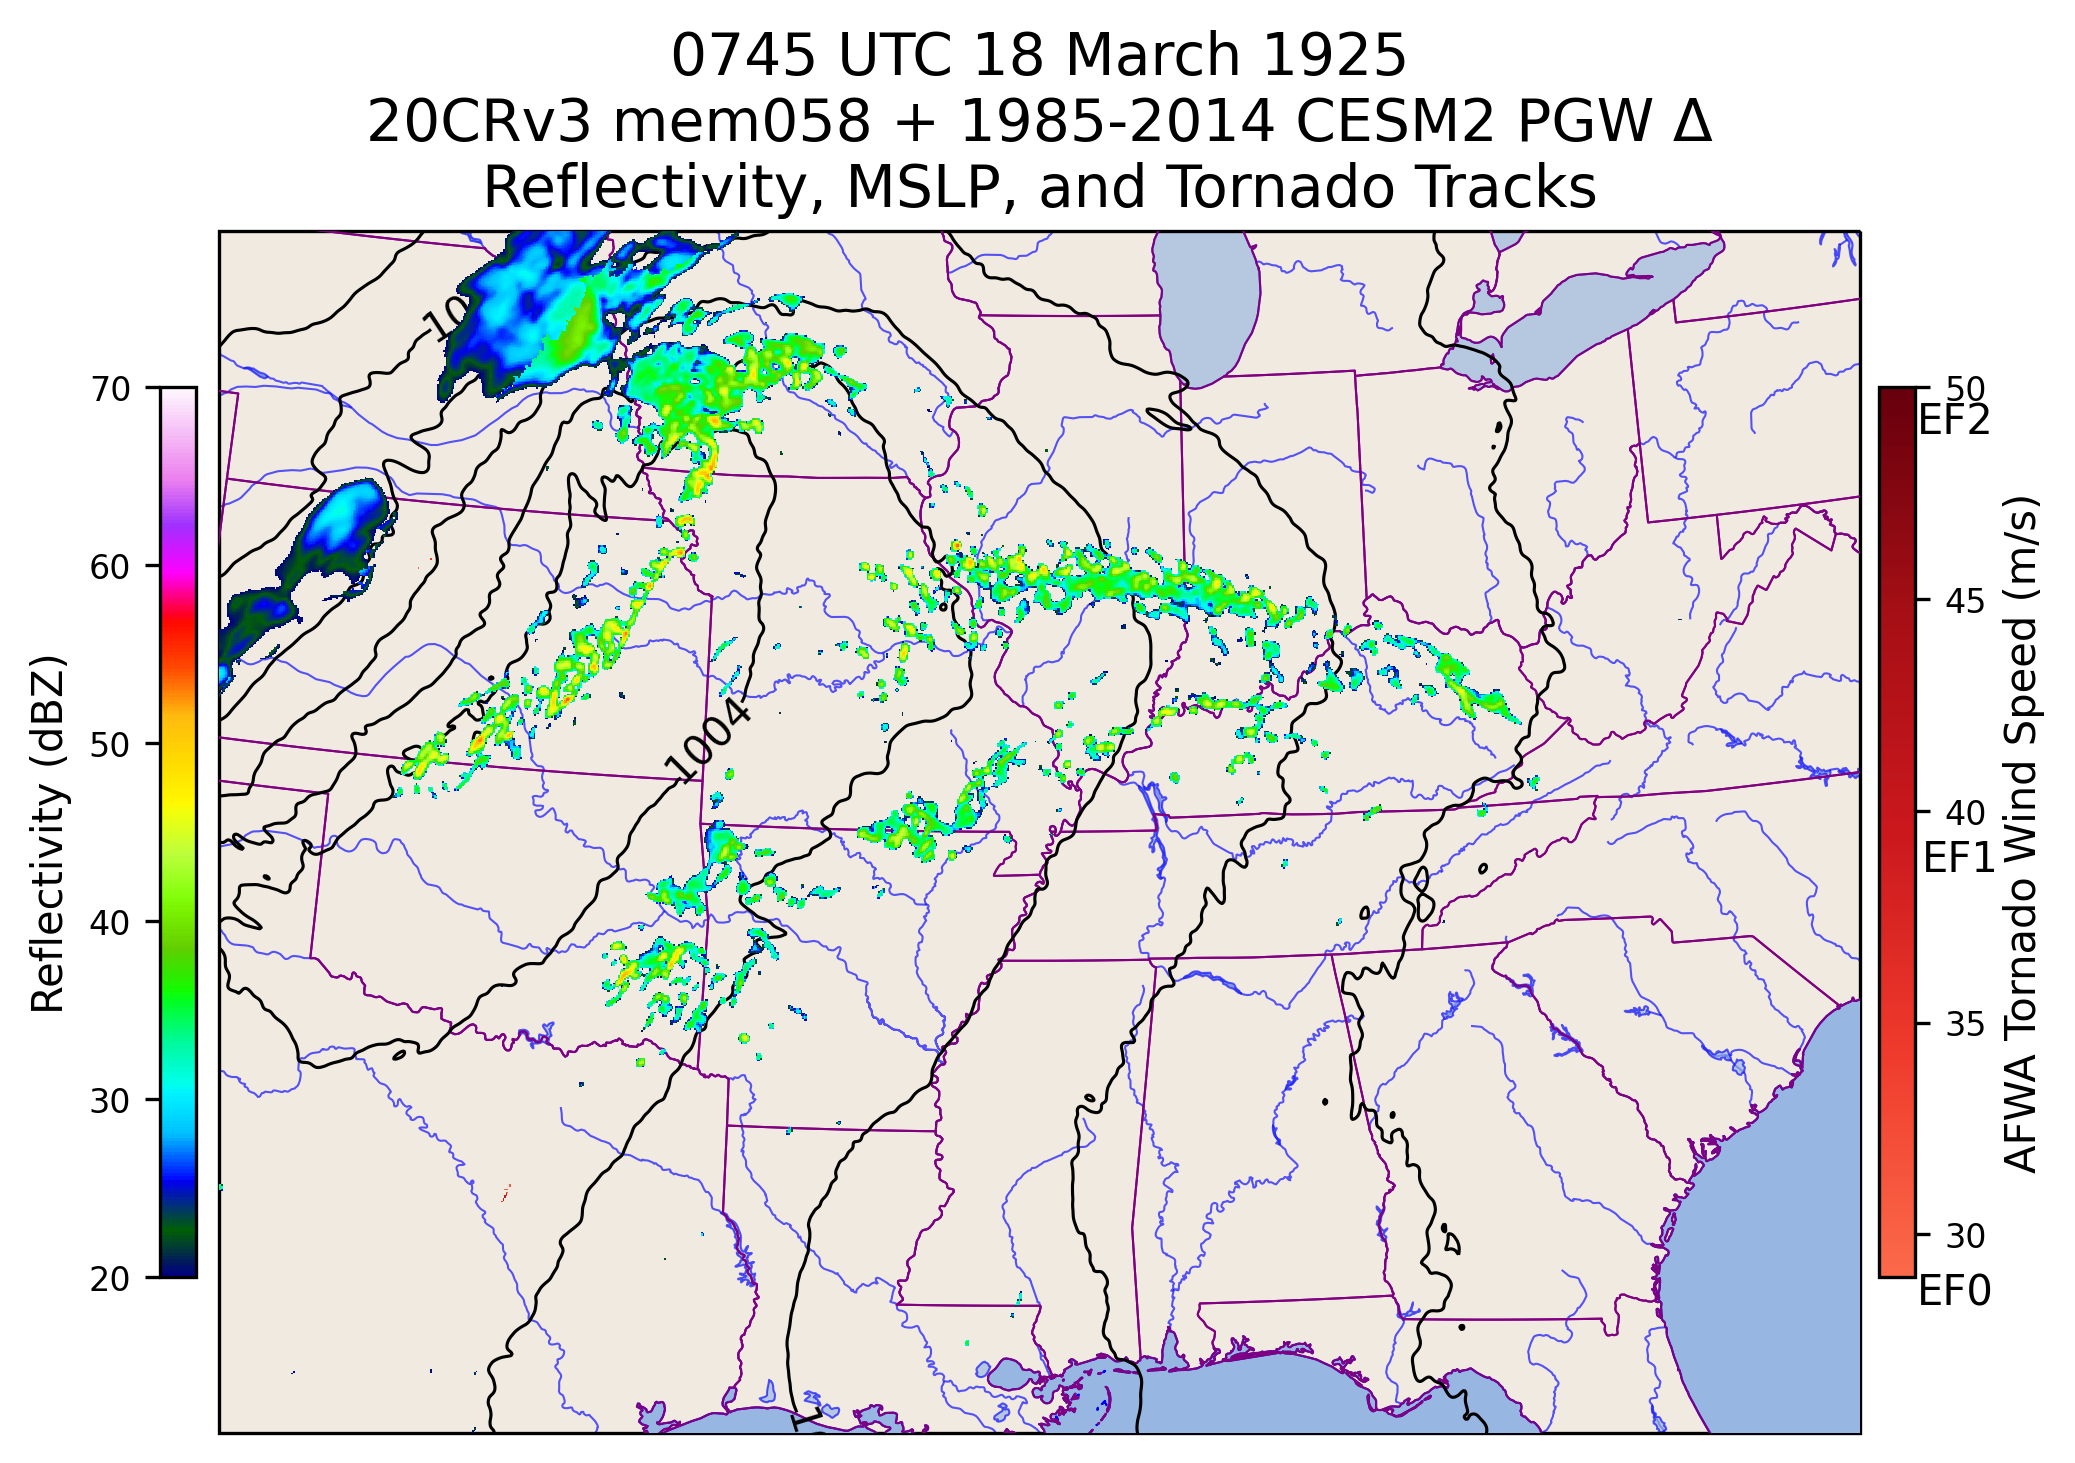 0745 UTC 18 March 1925
20CRv3 mem058 + 1985-2014 CESM2 PGW Δ
Reflectivity, MSLP, and Tornado Tracks
70
60
50
40
30
20
Reflectivity (dBZ)
10
1004
1
50
EF2
45
40
EF1
35
30
EF0
AFWA Tornado Wind Speed (m/s)